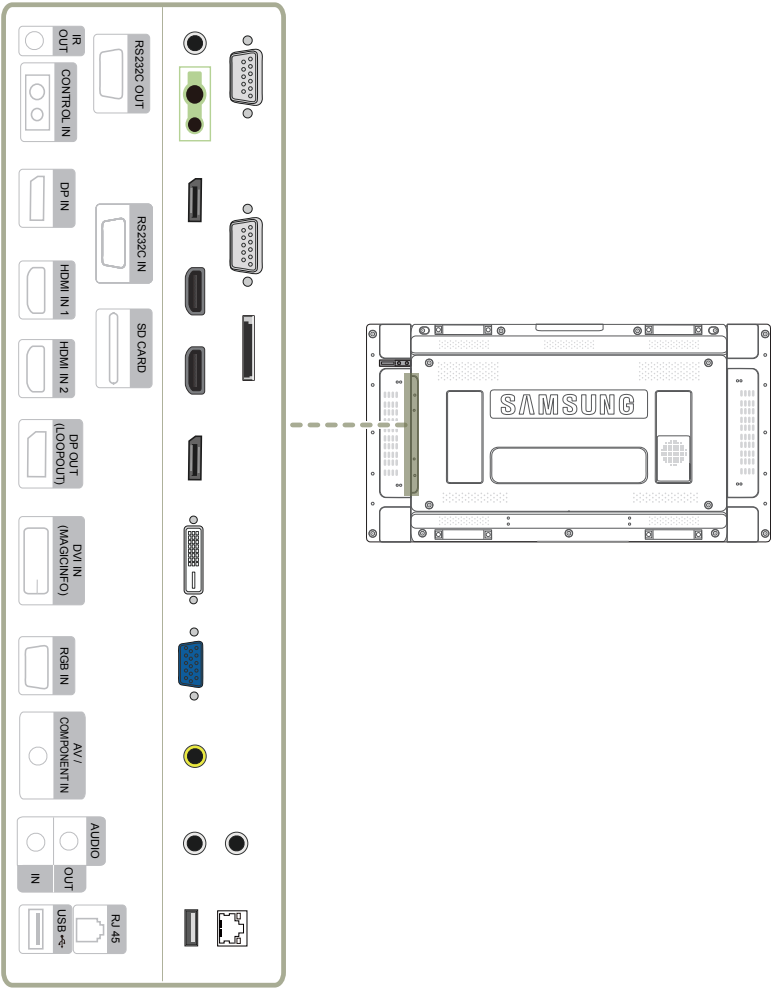 IR
OUT
RS232C OUT
CONTROL IN
DP IN
RS232C IN
HDMI IN 1
SD CARD
HDMI IN 2
DP OUT
(LOOPOUT)
DVI IN
(MAGICINFO)
RGB IN
AV /
COMPONENT IN
AUDIO
IN
OUT
USB
RJ 45
SAMSUNG